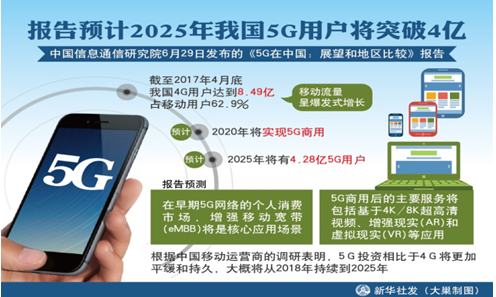 报告预计2025年我国5G用户将突破4亿
中国信息通信研究院6月29日发布的《5G在中国：展望和地区比较》报告
截至2017年4月底
我国4G用户达到8.49亿
占移动用户62.9%
移动流量
呈爆发式增长
预计
2020年将实现5G商用
预计
2025年将有4.28亿5G用户
5G
报告预测
在早期5G网络的个人消费
市场，增强移动宽带
(eMBB)将是核心应用场景
5G商用后的主要服务将
包括基于4K/8K超高清
视频、增强现实(AR)和
虚拟现实(VR)等应用
根据中国移动运营商的调研表明，5G投资相比于4G将更加
平缓和持久，大概将从2018年持续到2025年
新华社发（大巢制图）